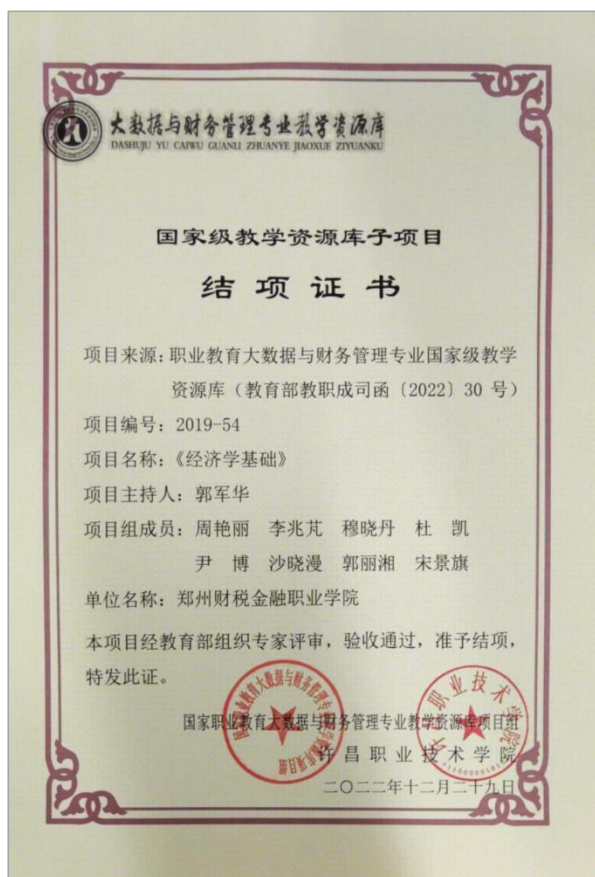 大数据与财务管理专业教学资源库
DASHUJU YU CAIWU GUANLI ZHUANYE JIAOXUE ZIYUANKU
国家级教学资源库子项目
结项证书
项目来源：职业教育大数据与财务管理专业国家级教学
资源库（教育部教职成司函〔2022〕30 号）
项目编号：2019-54
项目名称：《经济学基础》
项目主持人：郭军华
项目组成员：周艳丽 李兆芃 穆晓丹 杜 凯
尹 博 沙晓漫 郭丽湘 宋景旗
单位名称：郑州财税金融职业学院
本项目经教育部组织专家评审，验收通过，准予结项，
特发此证。
国家职业教育大数据与财务管理专业教学资源库项目组
许昌职业技术学院
二〇二二年十二月二十九日